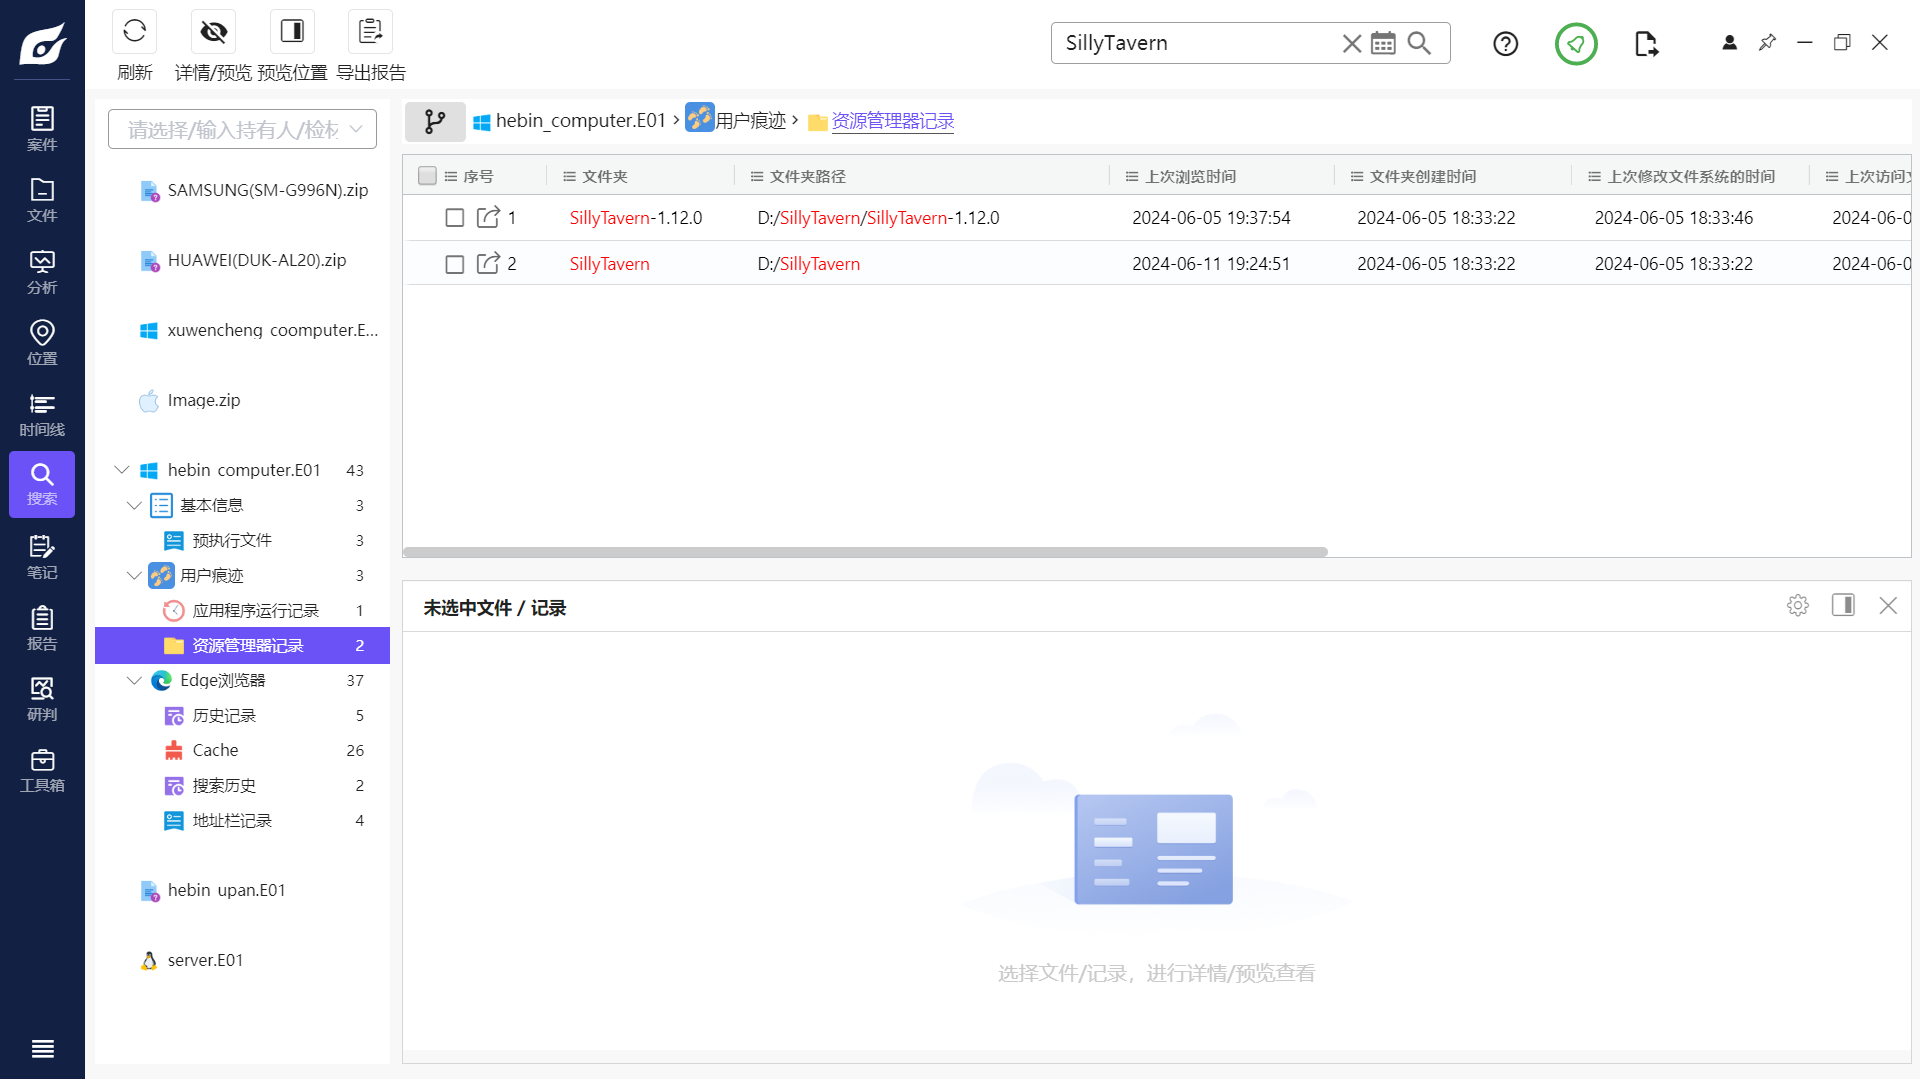 刷新
详情/预览
预览位置
导出报告
SillyTavern
案件
文件
分析
位置
时间线
搜索
笔记
报告
研判
工具箱
请选择/输入持有人/检材
SAMSUNG(SM-G996N).zip
HUAWEI(DUK-AL20).zip
xuwencheng_coomputer.E...
Image.zip
hebin_computer.E01 43
基本信息 3
预执行文件 3
用户痕迹 3
应用程序运行记录 1
资源管理器记录 2
Edge浏览器 37
历史记录 5
Cache 26
搜索历史 2
地址栏记录 4
hebin_upan.E01
server.E01
hebin_computer.E01 › 用户痕迹 › 资源管理器记录
序号 文件夹 文件夹路径 上次浏览时间 文件夹创建时间 上次修改文件系统的时间 上次访问
1 SillyTavern-1.12.0 D:/SillyTavern/SillyTavern-1.12.0 2024-06-05 19:37:54 2024-06-05 18:33:22 2024-06-05 18:33:46 2024-06-0
2 SillyTavern D:/SillyTavern 2024-06-11 19:24:51 2024-06-05 18:33:22 2024-06-05 18:33:22 2024-06-0
未选中文件 / 记录
选择文件/记录，进行详情/预览查看